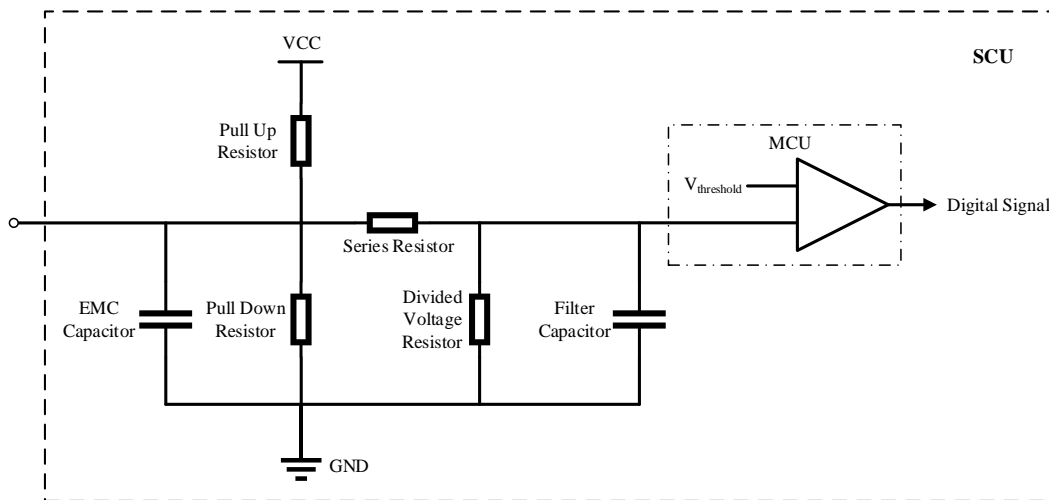 VCC
SCU
Pull Up
Resistor
MCU
Vthreshold
Digital Signal
Series Resistor
EMC
Capacitor
Pull Down
Resistor
Divided
Voltage
Resistor
Filter
Capacitor
GND